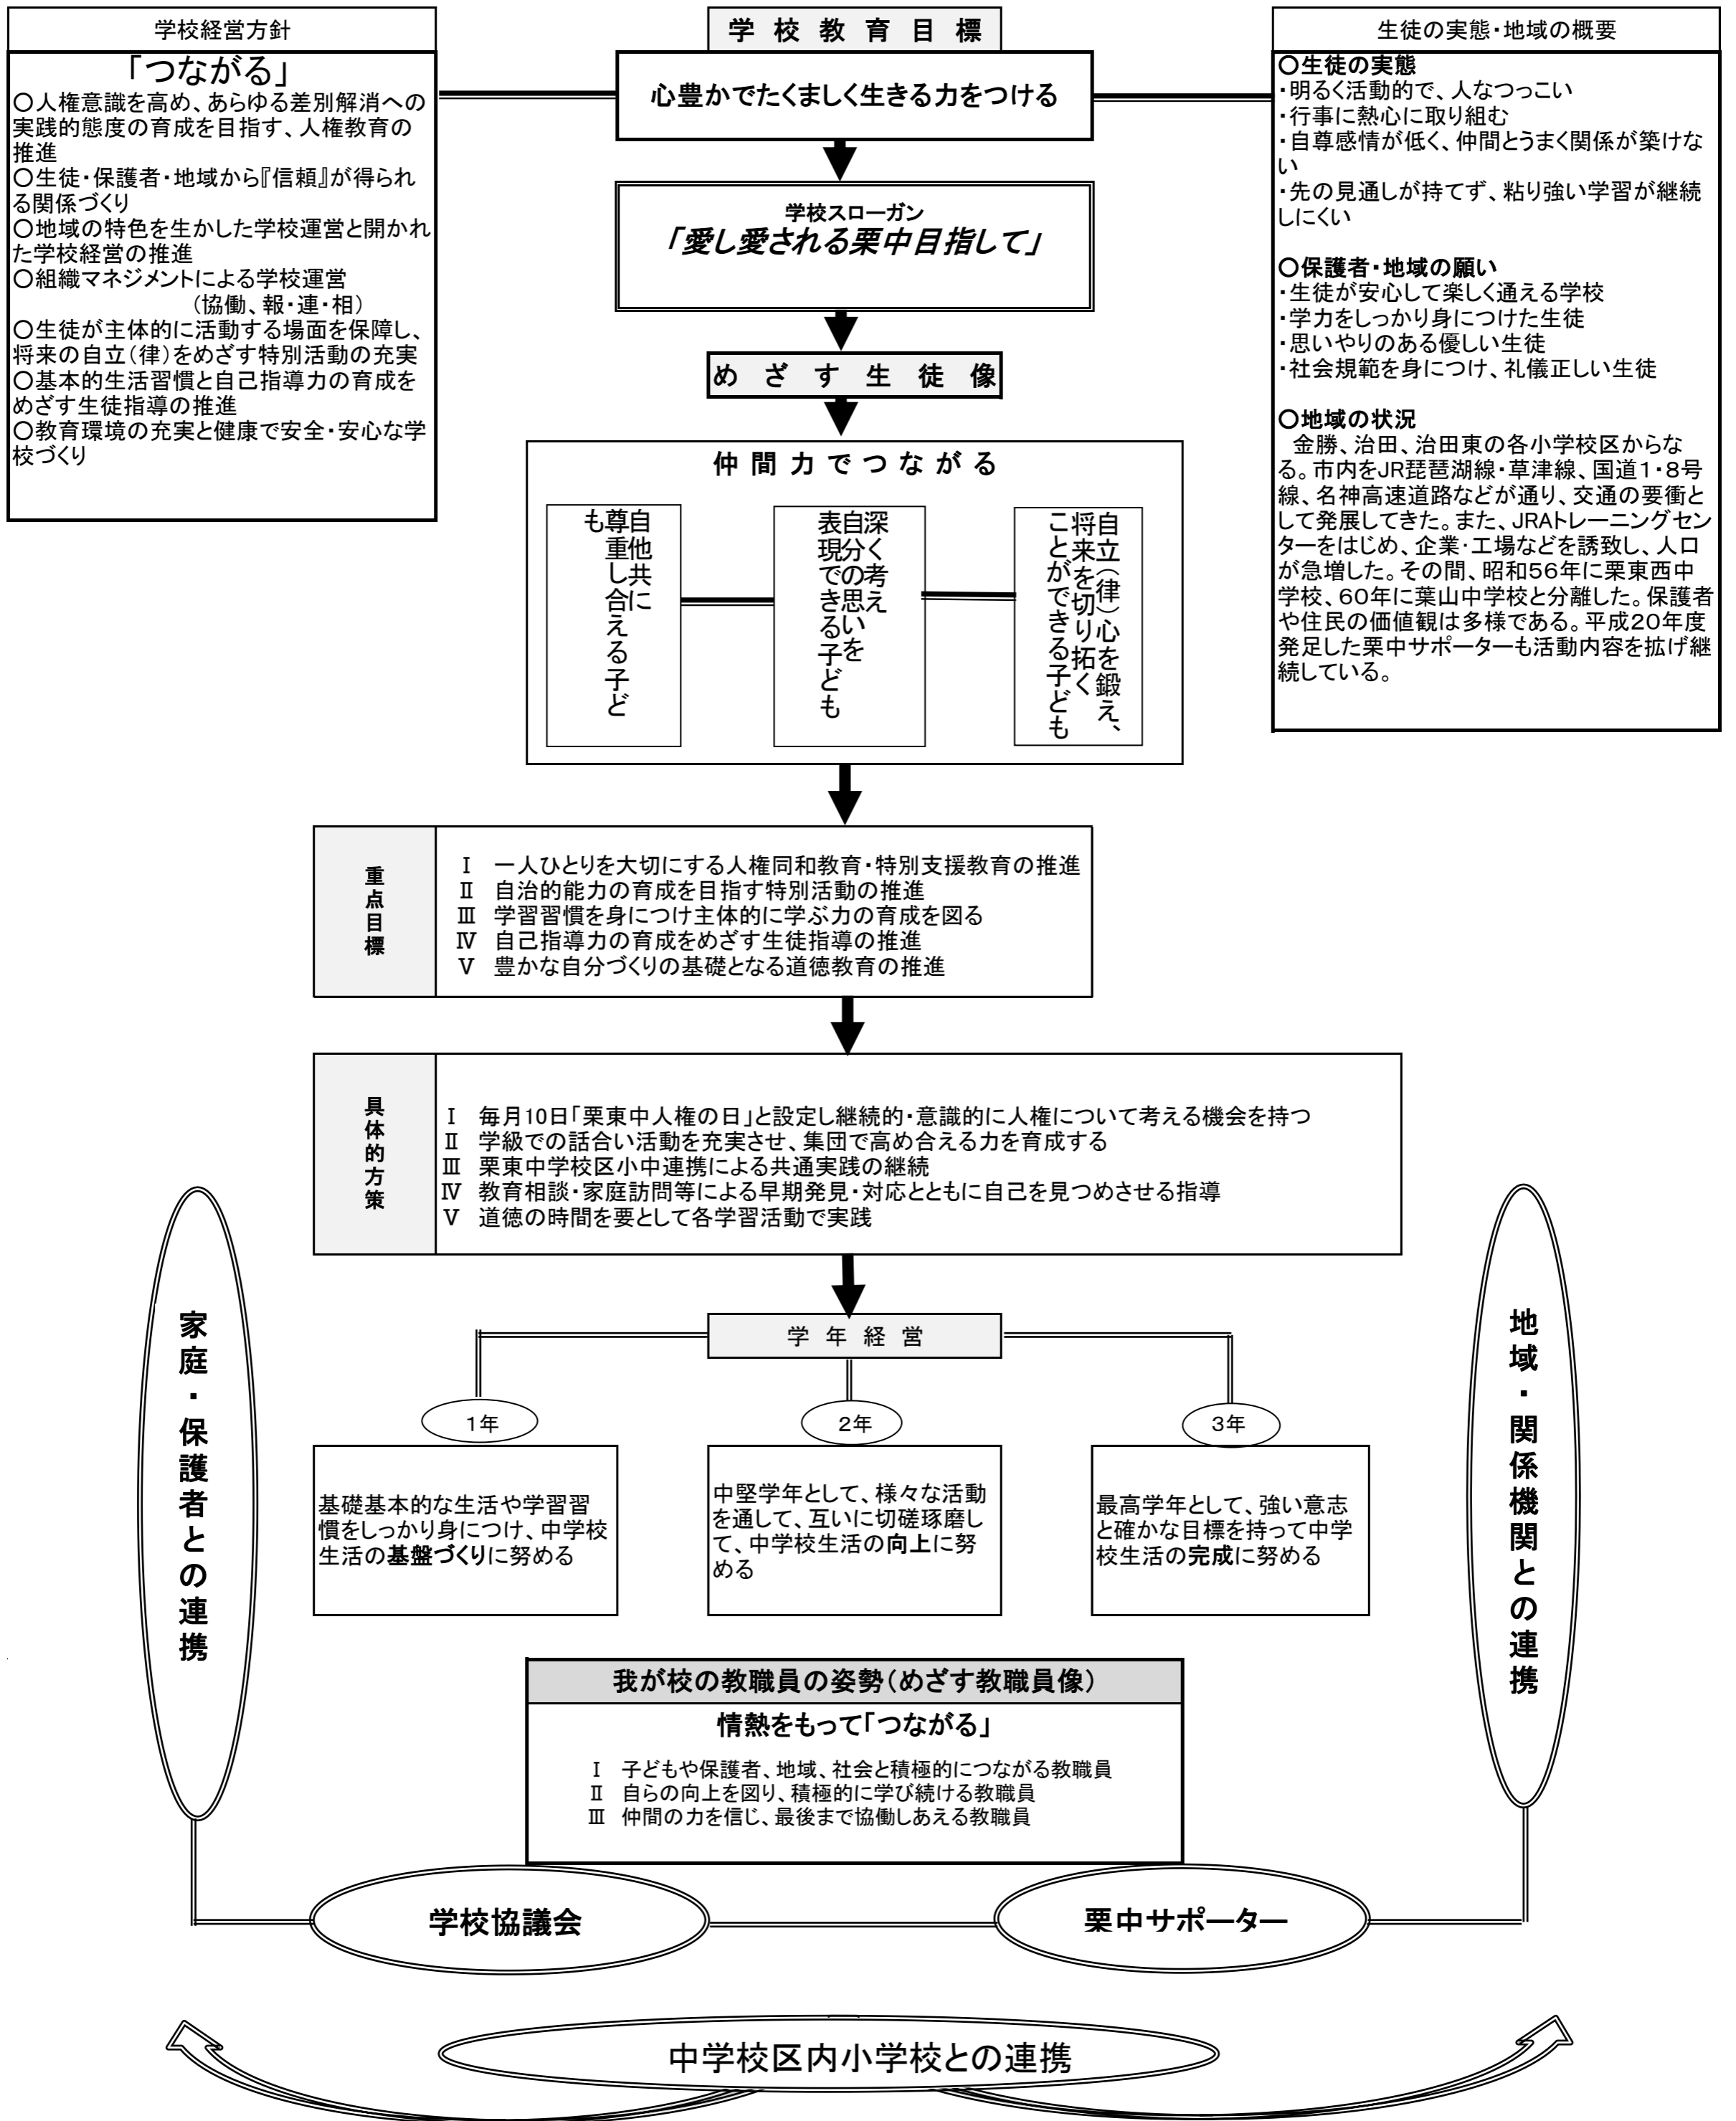 学校経営方針
「つながる」
○人権意識を高め、あらゆる差別解消への
実践的態度の育成を目指す、人権教育の
推進
○生徒・保護者・地域から『信頼』が得られ
る関係づくり
○地域の特色を生かした学校運営と開かれ
た学校経営の推進
○組織マネジメントによる学校運営
（協働、報・連・相）
○生徒が主体的に活動する場面を保障し、
将来の自立（律）をめざす特別活動の充実
○基本的生活習慣と自己指導力の育成を
めざす生徒指導の推進
○教育環境の充実と健康で安全・安心な学
校づくり
学校教育目標
心豊かでたくましく生きる力をつける
学校スローガン
「愛し愛される栗中目指して」
めざす生徒像
仲間力でつながる
自他共に
尊重し合える子ど
も
深く考え
自分の思いを
表現できる子ども
自立（律）心を鍛え、
将来を切り拓く
ことができる子ども
生徒の実態・地域の概要
○生徒の実態
・明るく活動的で、人なつっこい
・行事に熱心に取り組む
・自尊感情が低く、仲間とうまく関係が築けな
い
・先の見通しが持てず、粘り強い学習が継続
しにくい
○保護者・地域の願い
・生徒が安心して楽しく通える学校
・学力をしっかり身につけた生徒
・思いやりのある優しい生徒
・社会規範を身につけ、礼儀正しい生徒
○地域の状況
金勝、治田、治田東の各小学校区からな
る。市内をJR琵琶湖線・草津線、国道1・8号
線、名神高速道路などが通り、交通の要衝と
して発展してきた。また、JRAトレーニングセン
ターをはじめ、企業・工場などを誘致し、人口
が急増した。その間、昭和56年に栗東西中
学校、60年に葉山中学校と分離した。保護者
や住民の価値観は多様である。平成20年度
発足した栗中サポーターも活動内容を拡げ継
続している。
重点目標
Ⅰ 一人ひとりを大切にする人権同和教育・特別支援教育の推進
Ⅱ 自治的能力の育成を目指す特別活動の推進
Ⅲ 学習習慣を身につけ主体的に学ぶ力の育成を図る
Ⅳ 自己指導力の育成をめざす生徒指導の推進
Ⅴ 豊かな自分づくりの基礎となる道徳教育の推進
具体的方策
Ⅰ 毎月10日「栗東中人権の日」と設定し継続的・意識的に人権について考える機会を持つ
Ⅱ 学級での話合い活動を充実させ、集団で高め合える力を育成する
Ⅲ 栗東中学校区小中連携による共通実践の継続
Ⅳ 教育相談・家庭訪問等による早期発見・対応とともに自己を見つめさせる指導
Ⅴ 道徳の時間を要として各学習活動で実践
学年経営
1年
基礎基本的な生活や学習習
慣をしっかり身につけ、中学校
生活の基盤づくりに努める
2年
中堅学年として、様々な活動
を通して、互いに切磋琢磨し
て、中学校生活の向上に努
める
3年
最高学年として、強い意志
と確かな目標を持って中学
校生活の完成に努める
家庭・保護者との連携
地域・関係機関との連携
我が校の教職員の姿勢（めざす教職員像）
情熱をもって「つながる」
Ⅰ 子どもや保護者、地域、社会と積極的につながる教職員
Ⅱ 自らの向上を図り、積極的に学び続ける教職員
Ⅲ 仲間の力を信じ、最後まで協働しあえる教職員
学校協議会
栗中サポーター
中学校区内小学校との連携